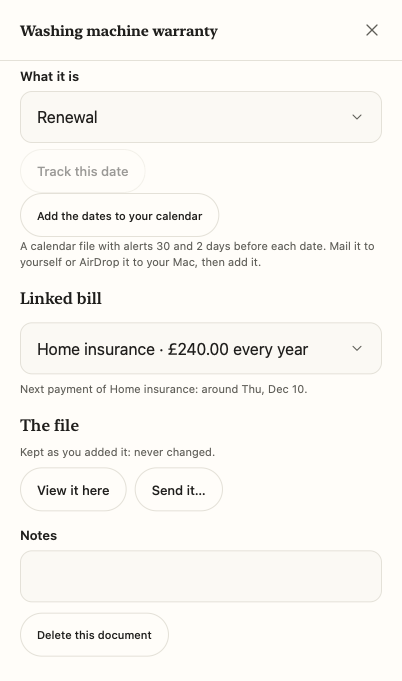 Washing machine warranty
What it is
Renewal
Track this date
Add the dates to your calendar
A calendar file with alerts 30 and 2 days before each date. Mail it to
yourself or AirDrop it to your Mac, then add it.
Linked bill
Home insurance · £240.00 every year
Next payment of Home insurance: around Thu, Dec 10.
The file
Kept as you added it: never changed.
View it here
Send it...
Notes
Delete this document